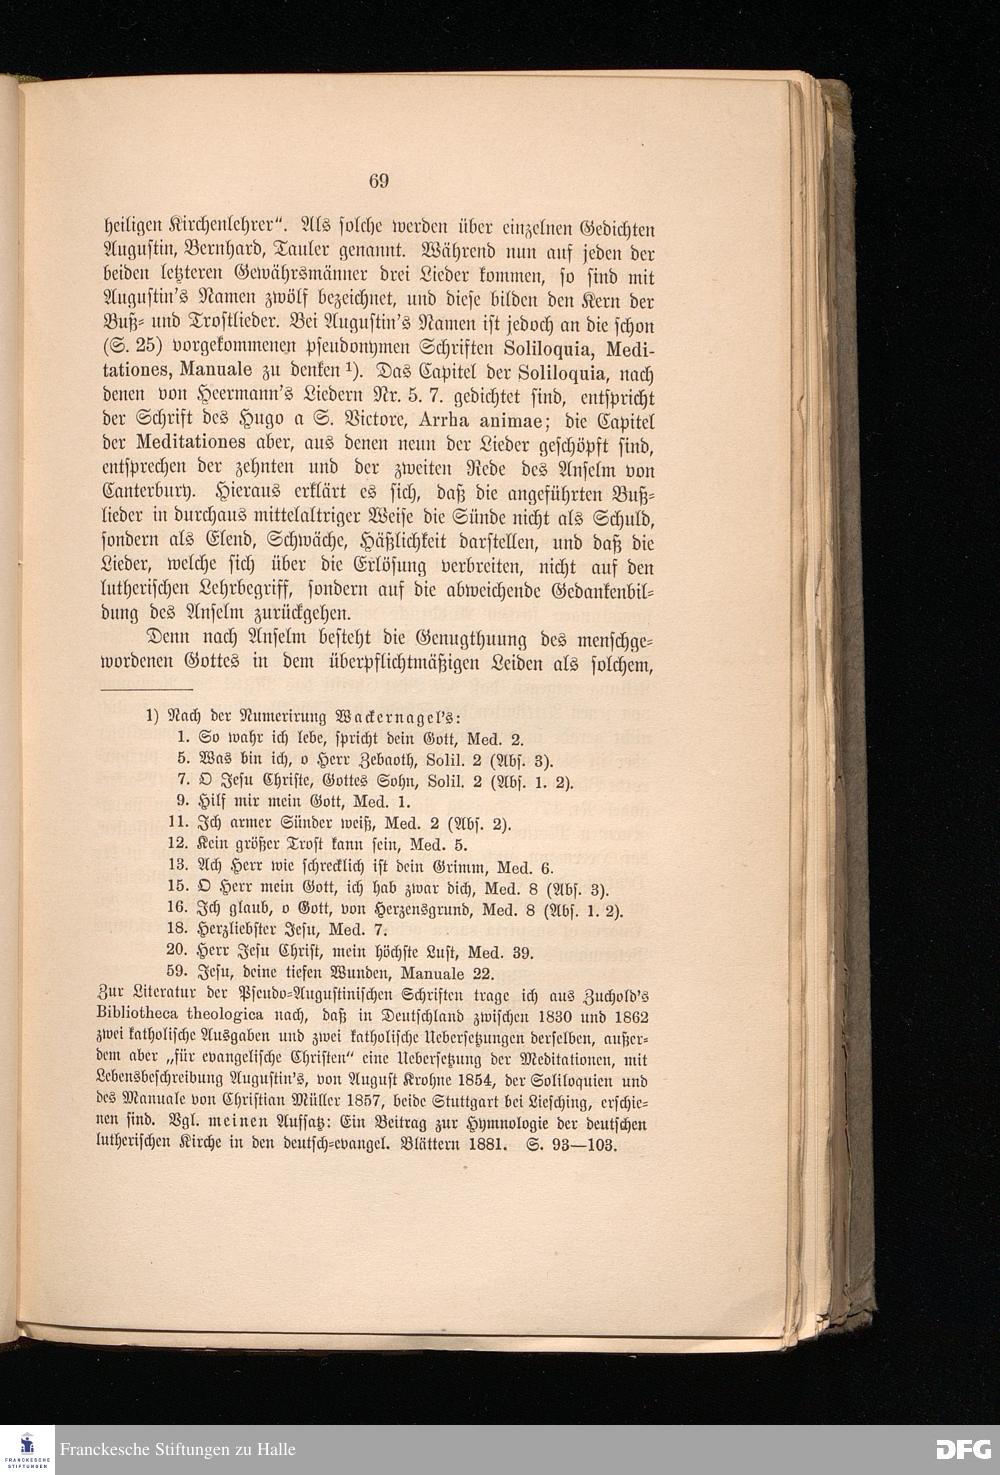 69
heiligen Kirchenlehrer“. Als solche werden über einzelnen Gedichten
Augustin, Bernhard, Tauler genannt. Während nun auf jeden der
beiden letzteren Gewährsmänner drei Lieder kommen, so sind mit
Augustin's Namen zwölf bezeichnet, und diese bilden den Kern der
Buß- und Trostlieder. Bei Augustin's Namen ist jedoch an die schon
(S. 25) vorgekommenen pseudonymen Schriften Soliloquia, Medi-
tationes, Manuale zu denken ¹). Das Capitel der Soliloquia, nach
denen von Heermann's Liedern Nr. 5. 7. gedichtet sind, entspricht
der Schrift des Hugo a S. Victore, Arrha animae; die Capitel
der Meditationes aber, aus denen neun der Lieder geschöpft sind,
entsprechen der zehnten und der zweiten Rede des Anselm von
Canterbury. Hieraus erklärt es sich, daß die angeführten Buß-
lieder in durchaus mittelaltriger Weise die Sünde nicht als Schuld,
sondern als Elend, Schwäche, Häßlichkeit darstellen, und daß die
Lieder, welche sich über die Erlösung verbreiten, nicht auf den
lutherischen Lehrbegriff, sondern auf die abweichende Gedankenbil-
dung des Anselm zurückgehen.
Denn nach Anselm besteht die Genugthuung des menschge-
wordenen Gottes in dem überpflichtmäßigen Leiden als solchem,
1) Nach der Numerirung Wackernagel's:
1. So wahr ich lebe, spricht dein Gott, Med. 2.
5. Was bin ich, o Herr Zebaoth, Solil. 2 (Abs. 3).
7. O Jesu Christe, Gottes Sohn, Solil. 2 (Abs. 1. 2).
9. Hilf mir mein Gott, Med. 1.
11. Ich armer Sünder weiß, Med. 2 (Abs. 2).
12. Kein größer Trost kann sein, Med. 5.
13. Ach Herr wie schrecklich ist dein Grimm, Med. 6.
15. O Herr mein Gott, ich hab zwar dich, Med. 8 (Abs. 3).
16. Ich glaub, o Gott, von Herzensgrund, Med. 8 (Abs. 1. 2).
18. Herzliebster Jesu, Med. 7.
20. Herr Jesu Christ, mein höchste Lust, Med. 39.
59. Jesu, deine tiefen Wunden, Manuale 22.
Zur Literatur der Pseudo-Augustinischen Schriften trage ich aus Zuchold's
Bibliotheca theologica nach, daß in Deutschland zwischen 1830 und 1862
zwei katholische Ausgaben und zwei katholische Uebersetzungen derselben, außer-
dem aber „für evangelische Christen“ eine Uebersetzung der Meditationen, mit
Lebensbeschreibung Augustin's, von August Krohne 1854, der Soliloquien und
des Manuale von Christian Müller 1857, beide Stuttgart bei Liesching, erschie-
nen sind. Vgl. meinen Aufsatz: Ein Beitrag zur Hymnologie der deutschen
lutherischen Kirche in den deutsch-evangel. Blättern 1881. S. 93—103.
FRANCKESCHE
STIFTUNGEN
Franckesche Stiftungen zu Halle
DFG